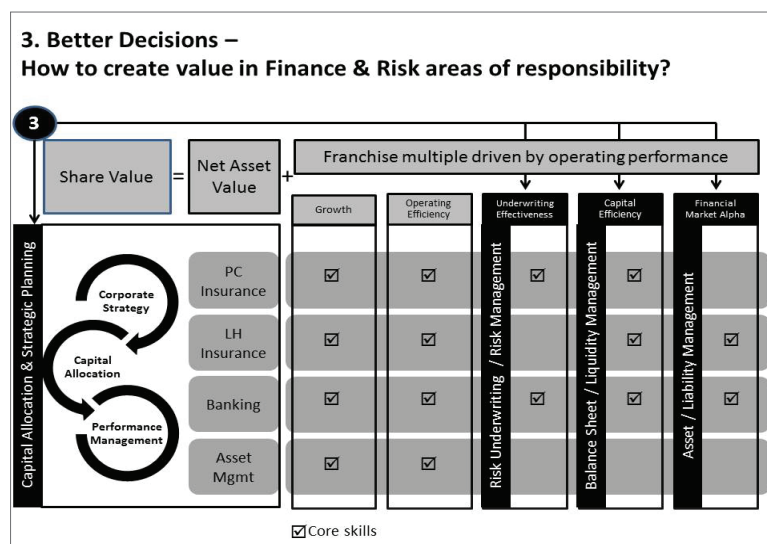 3. Better Decisions –
How to create value in Finance & Risk areas of responsibility?
3
Share Value
=
Net Asset
Value
+
Franchise multiple driven by operating performance
Growth
Operating
Efficiency
Underwriting
Effectiveness
Capital
Efficiency
Financial
Market Alpha
Capital Allocation & Strategic Planning
Corporate
Strategy
Capital
Allocation
Performance
Management
PC
Insurance
LH
Insurance
Banking
Asset
Mgmt
Risk Underwriting / Risk Management
Balance Sheet / Liquidity Management
Asset / Liability Management
☑Core skills